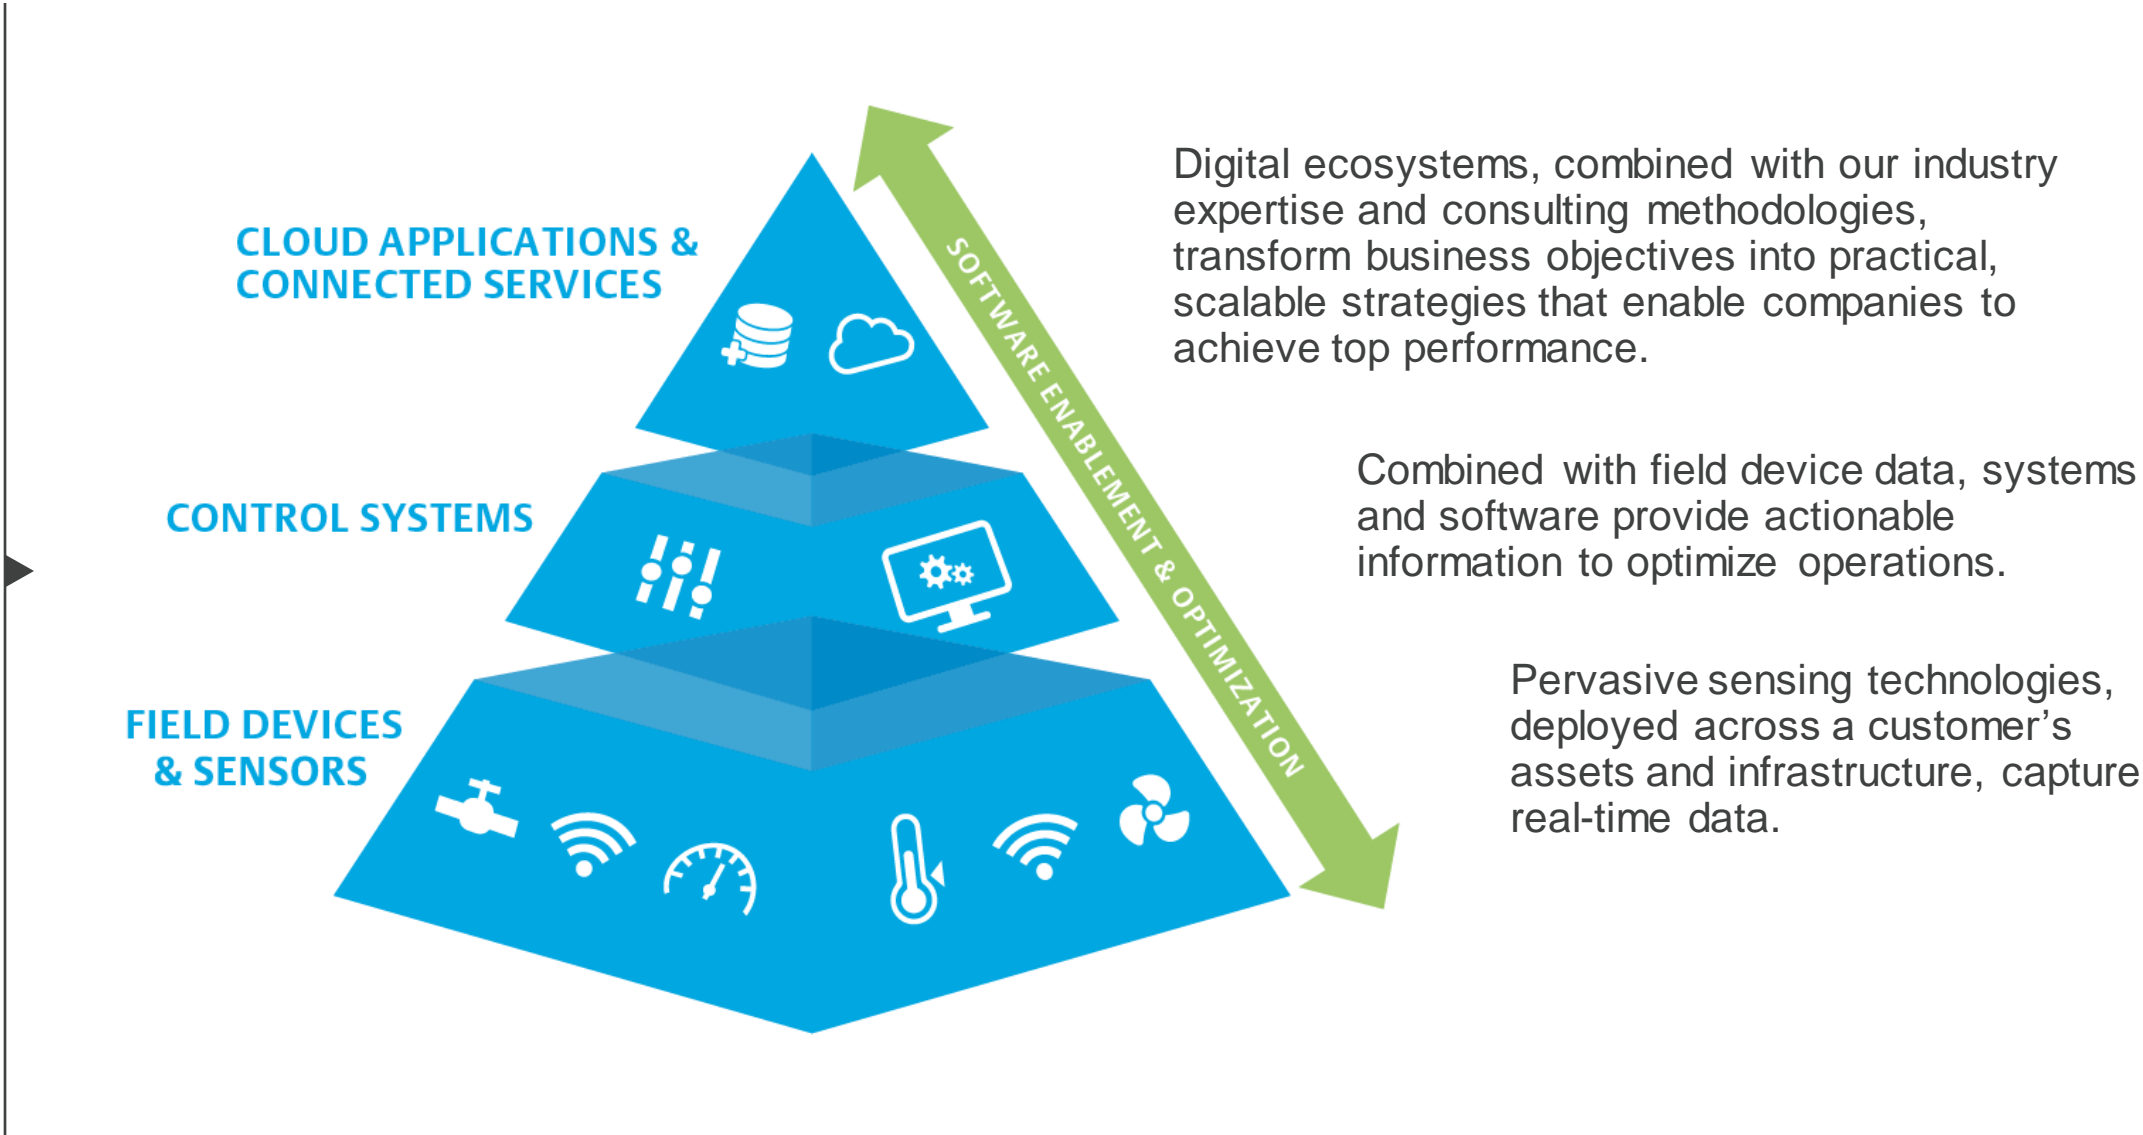 CLOUD APPLICATIONS &
CONNECTED SERVICES
SOFTWARE ENABLEMENT & OPTIMIZATION
Digital ecosystems, combined with our industry
expertise and consulting methodologies,
transform business objectives into practical,
scalable strategies that enable companies to
achieve top performance.
CONTROL SYSTEMS
Combined with field device data, systems
and software provide actionable
information to optimize operations.
FIELD DEVICES
& SENSORS
Pervasive sensing technologies,
deployed across a customer’s
assets and infrastructure, capture
real-time data.